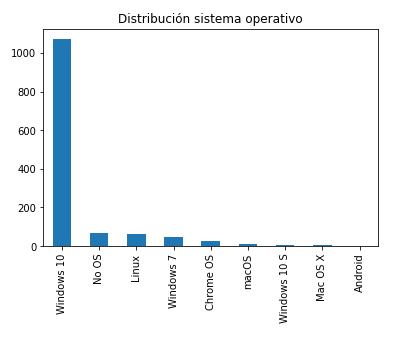 Distribución sistema operativo
1000
800
600
400
200
0
Windows 10
No OS
Linux
Windows 7
Chrome OS
macOS
Windows 10 S
Mac OS X
Android